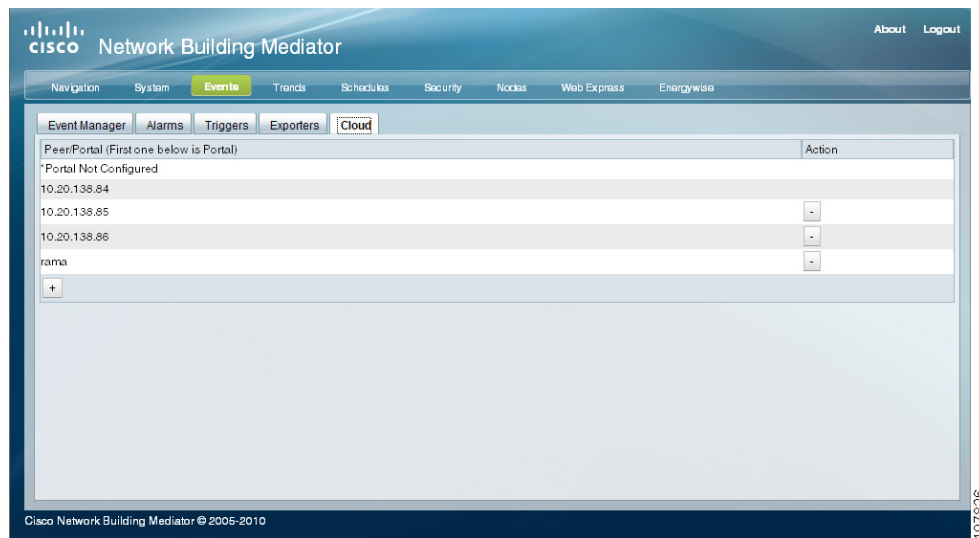 About Logout
CISCO Network Building Mediator
Navigation System Events Trends Schedules Security Nodes Web Express Energywise
Event Manager Alarms Triggers Exporters Cloud
Peer/Portal (First one below is Portal) Action
*Portal Not Configured
10.20.138.84
10.20.138.85 -
10.20.138.86 -
rama -
+
Cisco Network Building Mediator © 2005-2010